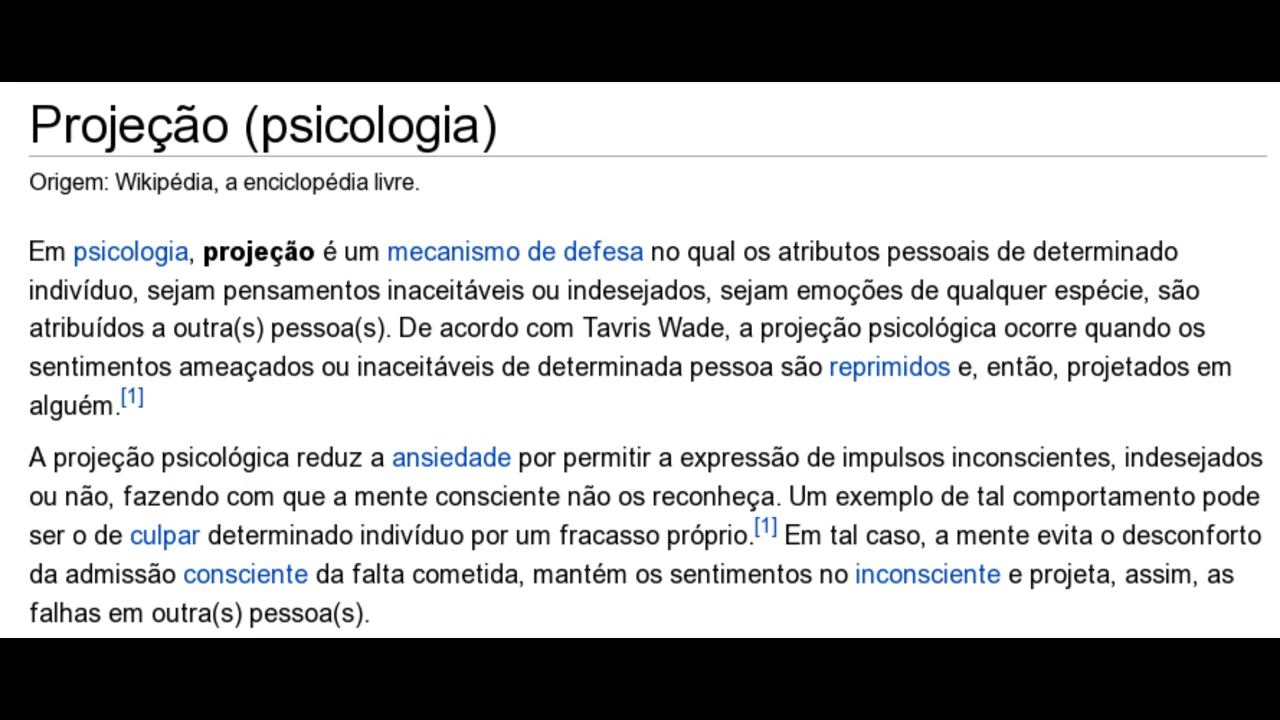 Projeção (psicologia)
Origem: Wikipédia, a enciclopédia livre.
Em psicologia, projeção é um mecanismo de defesa no qual os atributos pessoais de determinado
indivíduo, sejam pensamentos inaceitáveis ou indesejados, sejam emoções de qualquer espécie, são
atribuídos a outra(s) pessoa(s). De acordo com Tavris Wade, a projeção psicológica ocorre quando os
sentimentos ameaçados ou inaceitáveis de determinada pessoa são reprimidos e, então, projetados em
alguém.[1]
A projeção psicológica reduz a ansiedade por permitir a expressão de impulsos inconscientes, indesejados
ou não, fazendo com que a mente consciente não os reconheça. Um exemplo de tal comportamento pode
ser o de culpar determinado indivíduo por um fracasso próprio.[1] Em tal caso, a mente evita o desconforto
da admissão consciente da falta cometida, mantém os sentimentos no inconsciente e projeta, assim, as
falhas em outra(s) pessoa(s).